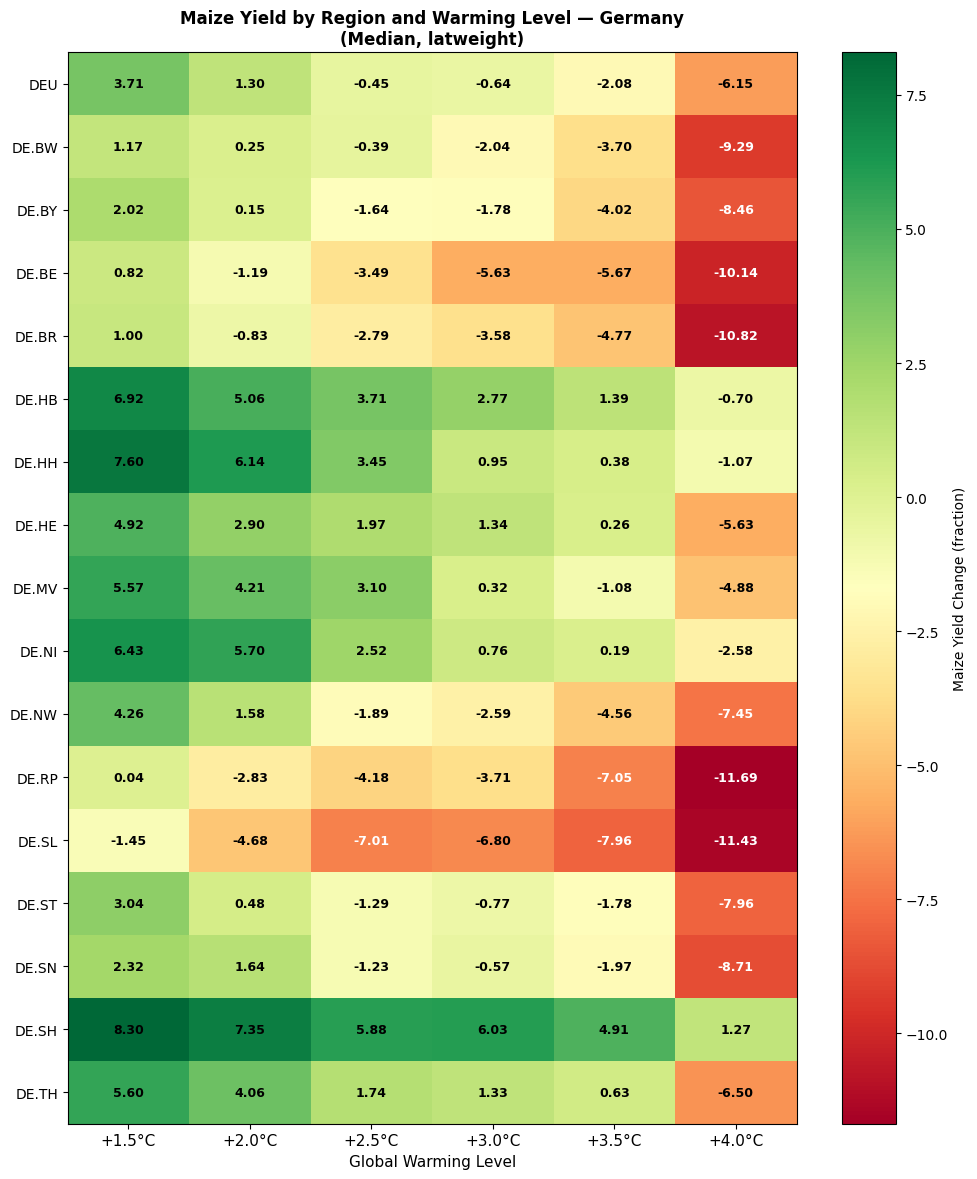 Maize Yield by Region and Warming Level — Germany
(Median, latweight)
DEU 3.71 1.30 -0.45 -0.64 -2.08 -6.15
DE.BW 1.17 0.25 -0.39 -2.04 -3.70 -9.29
DE.BY 2.02 0.15 -1.64 -1.78 -4.02 -8.46
DE.BE 0.82 -1.19 -3.49 -5.63 -5.67 -10.14
DE.BR 1.00 -0.83 -2.79 -3.58 -4.77 -10.82
DE.HB 6.92 5.06 3.71 2.77 1.39 -0.70
DE.HH 7.60 6.14 3.45 0.95 0.38 -1.07
DE.HE 4.92 2.90 1.97 1.34 0.26 -5.63
DE.MV 5.57 4.21 3.10 0.32 -1.08 -4.88
DE.NI 6.43 5.70 2.52 0.76 0.19 -2.58
DE.NW 4.26 1.58 -1.89 -2.59 -4.56 -7.45
DE.RP 0.04 -2.83 -4.18 -3.71 -7.05 -11.69
DE.SL -1.45 -4.68 -7.01 -6.80 -7.96 -11.43
DE.ST 3.04 0.48 -1.29 -0.77 -1.78 -7.96
DE.SN 2.32 1.64 -1.23 -0.57 -1.97 -8.71
DE.SH 8.30 7.35 5.88 6.03 4.91 1.27
DE.TH 5.60 4.06 1.74 1.33 0.63 -6.50
+1.5°C +2.0°C +2.5°C +3.0°C +3.5°C +4.0°C
Global Warming Level
7.5
5.0
2.5
0.0
−2.5
−5.0
−7.5
−10.0
Maize Yield Change (fraction)